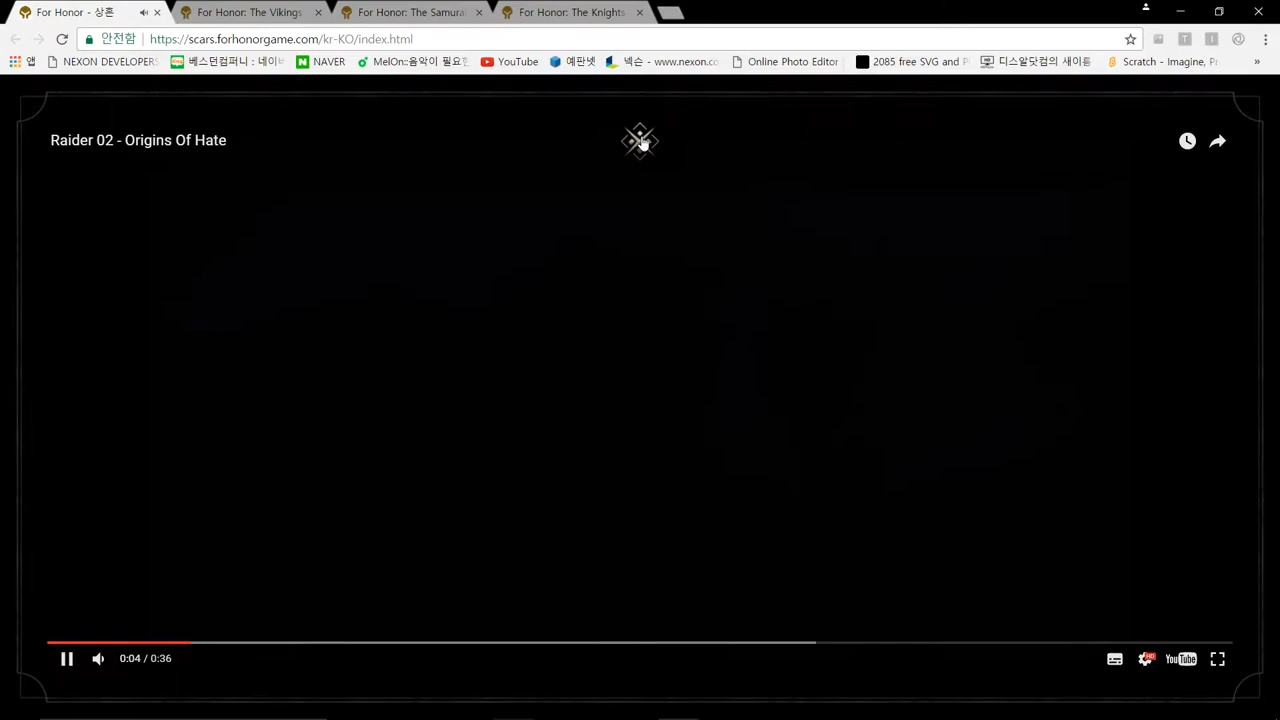 For Honor - 상흔
For Honor: The Vikings
For Honor: The Samurai
For Honor: The Knights
안전함
https://scars.forhonorgame.com/kr-KO/index.html
앱
NEXON DEVELOPERS
베스던컴퍼니 : 네이버
NAVER
MelOn::음악이 필요한
YouTube
예판넷
넥슨 - www.nexon.co
Online Photo Editor
2085 free SVG and P
디스알닷컴의 새이름
Scratch - Imagine, Pr
»
Raider 02 - Origins Of Hate
0:04 / 0:36
HD
YouTube